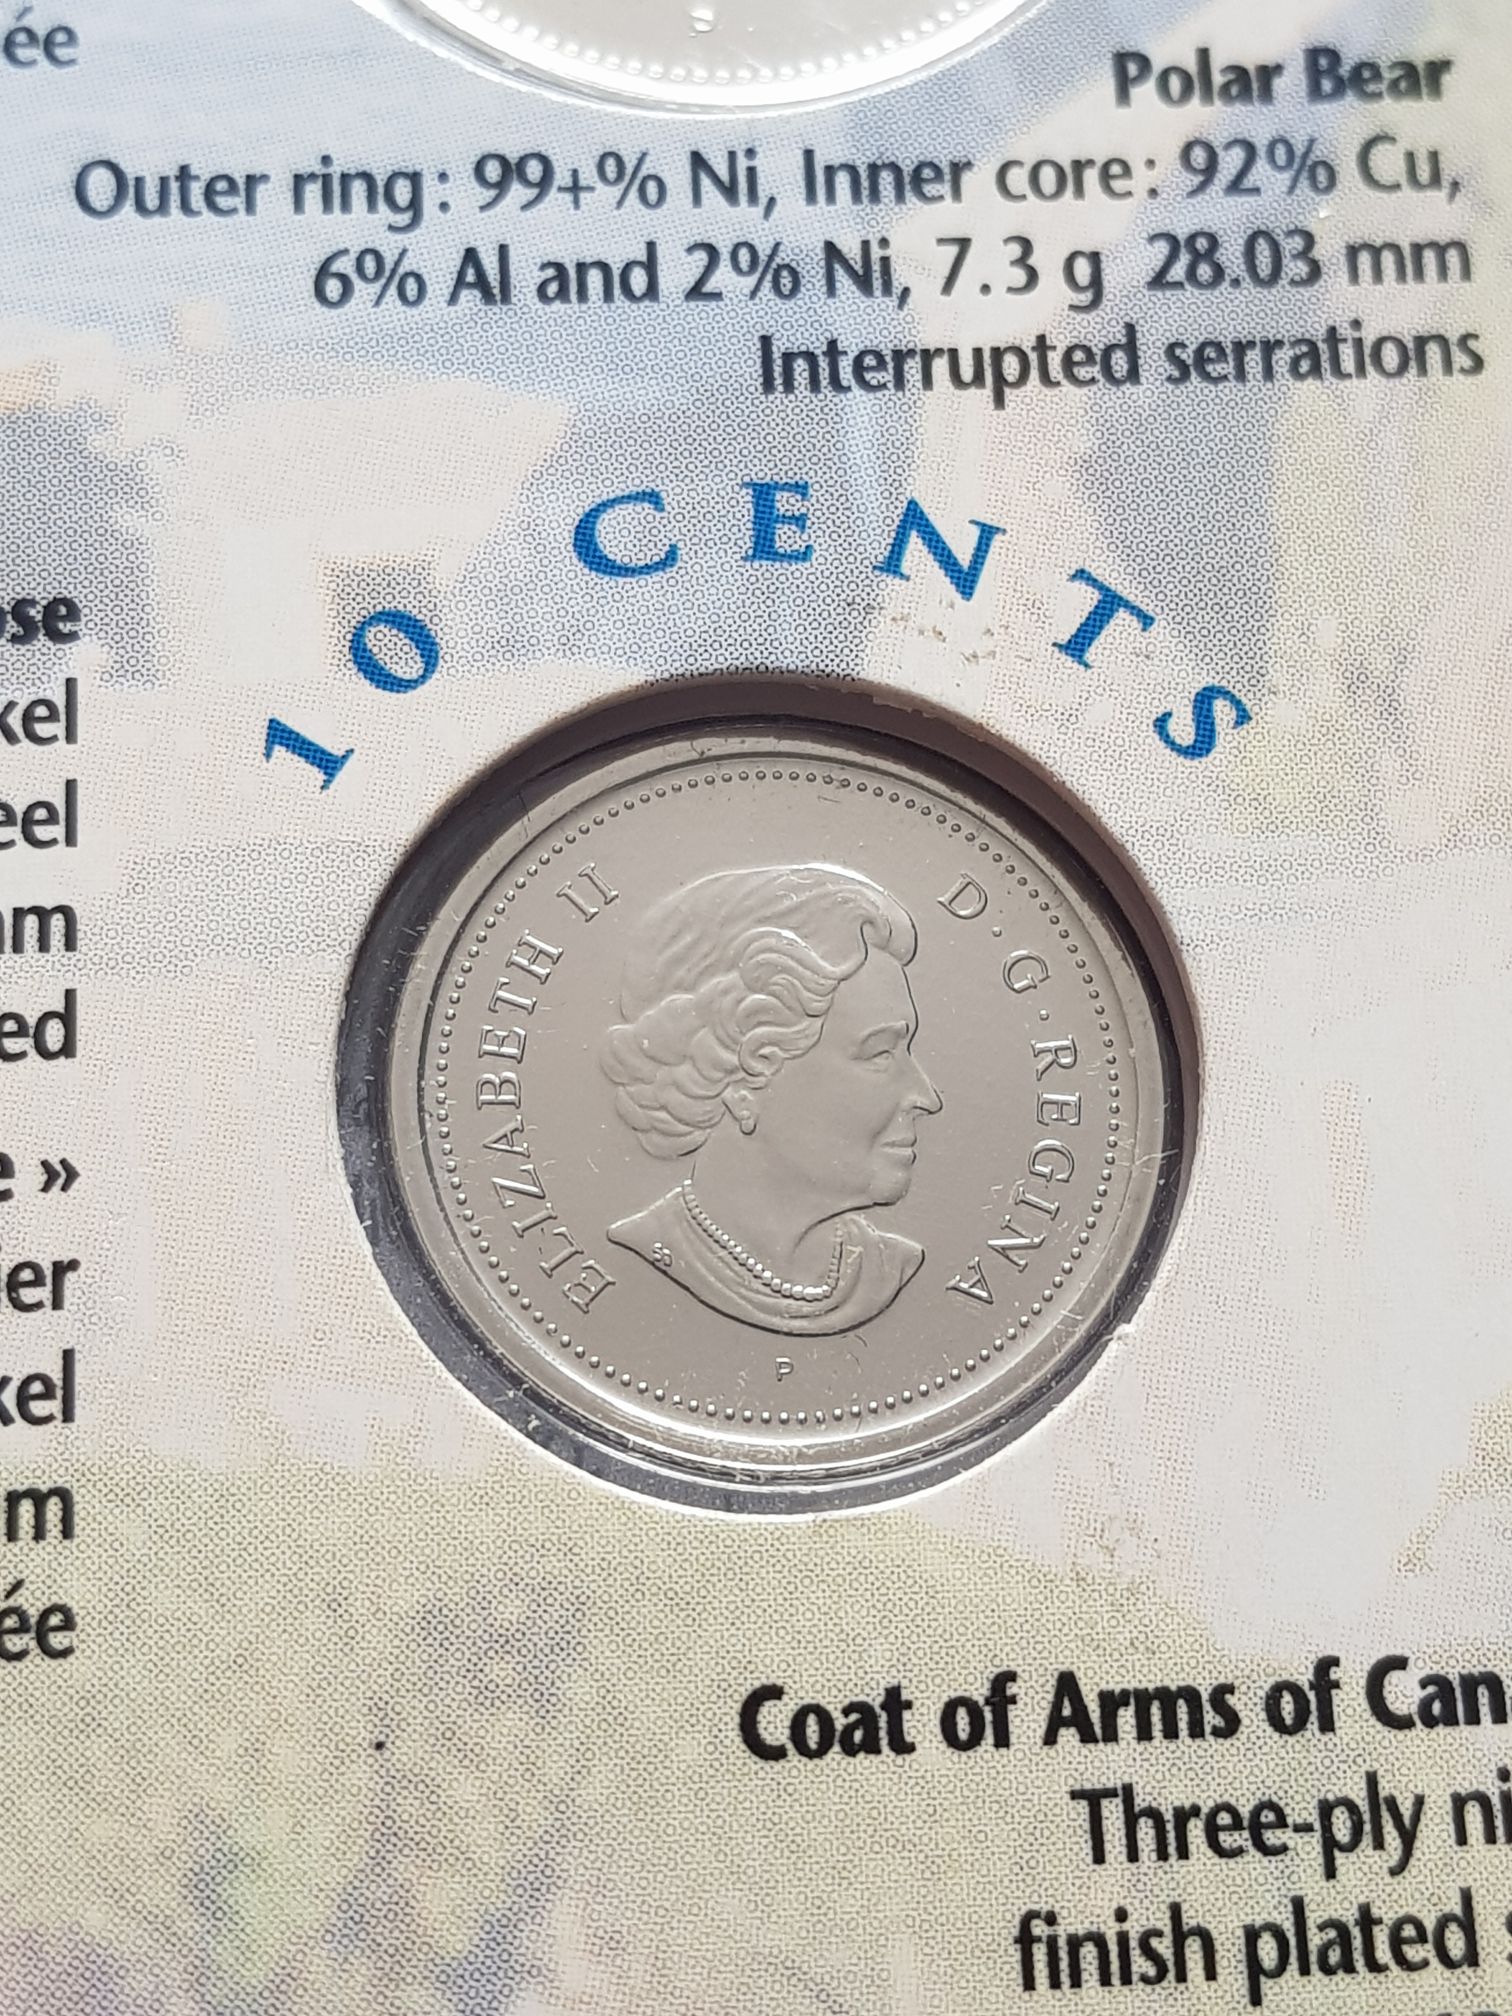 ée
Polar Bear
Outer ring: 99+% Ni, Inner core: 92% Cu,
6% Al and 2% Ni, 7.3 g 28.03 mm
Interrupted serrations
10 CENTS
ose
kel
eel
m
ed
e »
ier
kel
m
ée
ELIZABETH II D·G·REGINA
P
Coat of Arms of Can
Three-ply ni
finish plated s